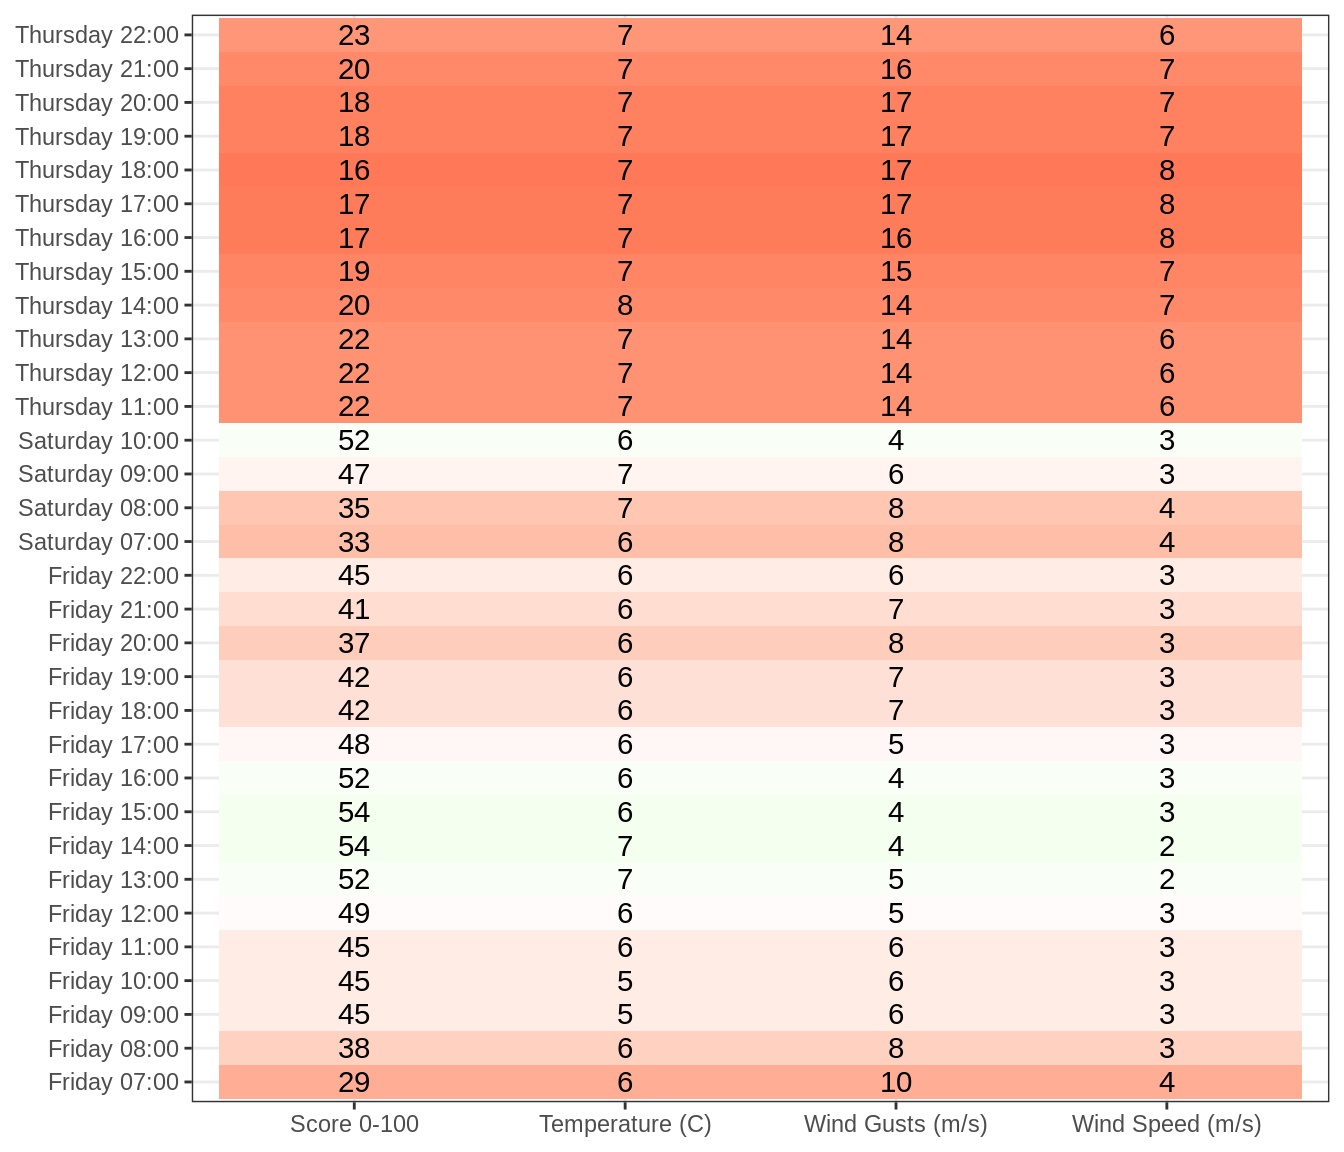 Thursday 22:00 23 7 14 6
Thursday 21:00 20 7 16 7
Thursday 20:00 18 7 17 7
Thursday 19:00 18 7 17 7
Thursday 18:00 16 7 17 8
Thursday 17:00 17 7 17 8
Thursday 16:00 17 7 16 8
Thursday 15:00 19 7 15 7
Thursday 14:00 20 8 14 7
Thursday 13:00 22 7 14 6
Thursday 12:00 22 7 14 6
Thursday 11:00 22 7 14 6
Saturday 10:00 52 6 4 3
Saturday 09:00 47 7 6 3
Saturday 08:00 35 7 8 4
Saturday 07:00 33 6 8 4
Friday 22:00 45 6 6 3
Friday 21:00 41 6 7 3
Friday 20:00 37 6 8 3
Friday 19:00 42 6 7 3
Friday 18:00 42 6 7 3
Friday 17:00 48 6 5 3
Friday 16:00 52 6 4 3
Friday 15:00 54 6 4 3
Friday 14:00 54 7 4 2
Friday 13:00 52 7 5 2
Friday 12:00 49 6 5 3
Friday 11:00 45 6 6 3
Friday 10:00 45 5 6 3
Friday 09:00 45 5 6 3
Friday 08:00 38 6 8 3
Friday 07:00 29 6 10 4
Score 0-100 Temperature (C) Wind Gusts (m/s) Wind Speed (m/s)